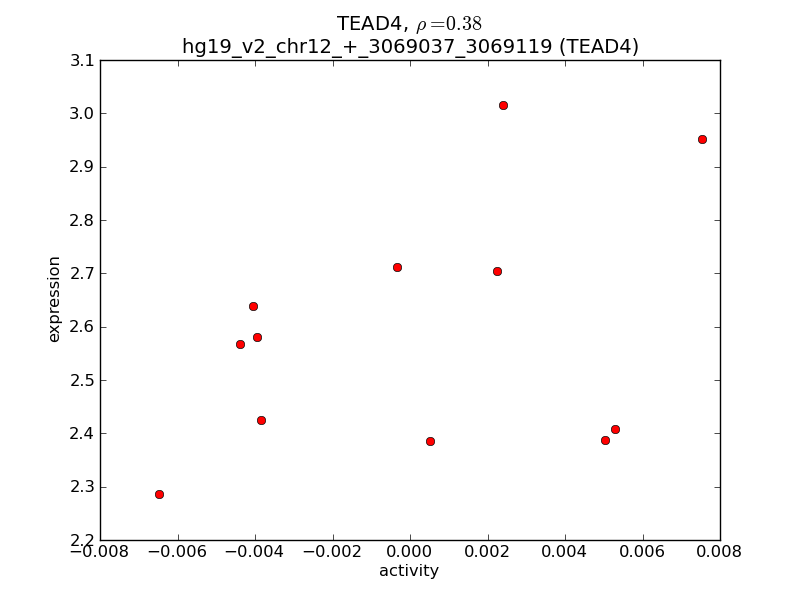 TEAD4, ρ=0.38
hg19_v2_chr12_+_3069037_3069119 (TEAD4)
3.1
3.0
2.9
2.8
2.7
2.6
2.5
2.4
2.3
2.2
expression
−0.008 −0.006 −0.004 −0.002 0.000 0.002 0.004 0.006 0.008
activity